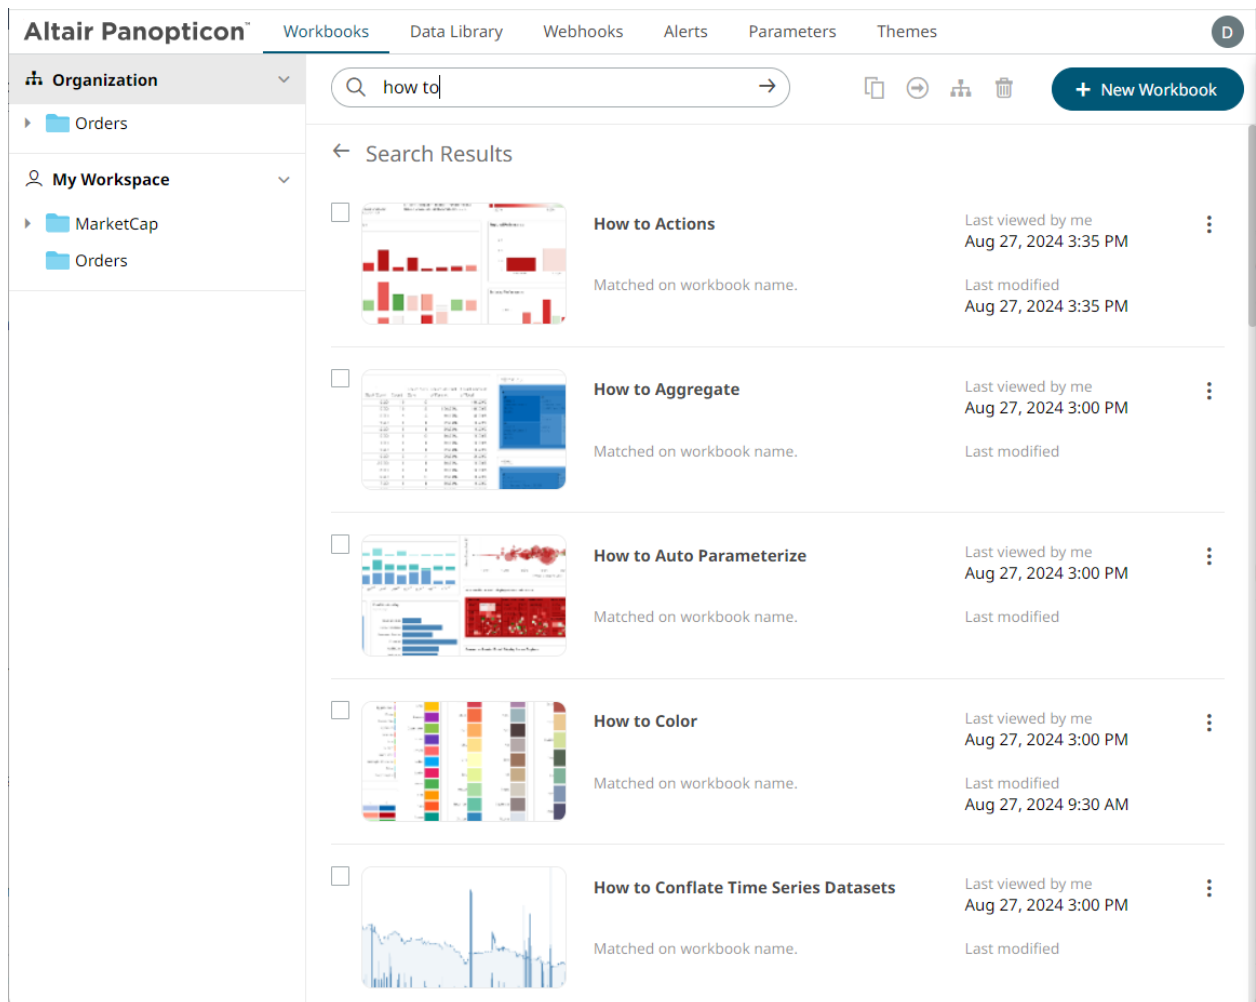 Altair Panopticon™
Workbooks
Data Library
Webhooks
Alerts
Parameters
Themes
D
Organization
Orders
My Workspace
MarketCap
Orders
how to
+ New Workbook
Search Results
How to Actions
Matched on workbook name.
Last viewed by me
Aug 27, 2024 3:35 PM
Last modified
Aug 27, 2024 3:35 PM
How to Aggregate
Matched on workbook name.
Last viewed by me
Aug 27, 2024 3:00 PM
Last modified
How to Auto Parameterize
Matched on workbook name.
Last viewed by me
Aug 27, 2024 3:00 PM
Last modified
How to Color
Matched on workbook name.
Last viewed by me
Aug 27, 2024 3:00 PM
Last modified
Aug 27, 2024 9:30 AM
How to Conflate Time Series Datasets
Matched on workbook name.
Last viewed by me
Aug 27, 2024 3:00 PM
Last modified